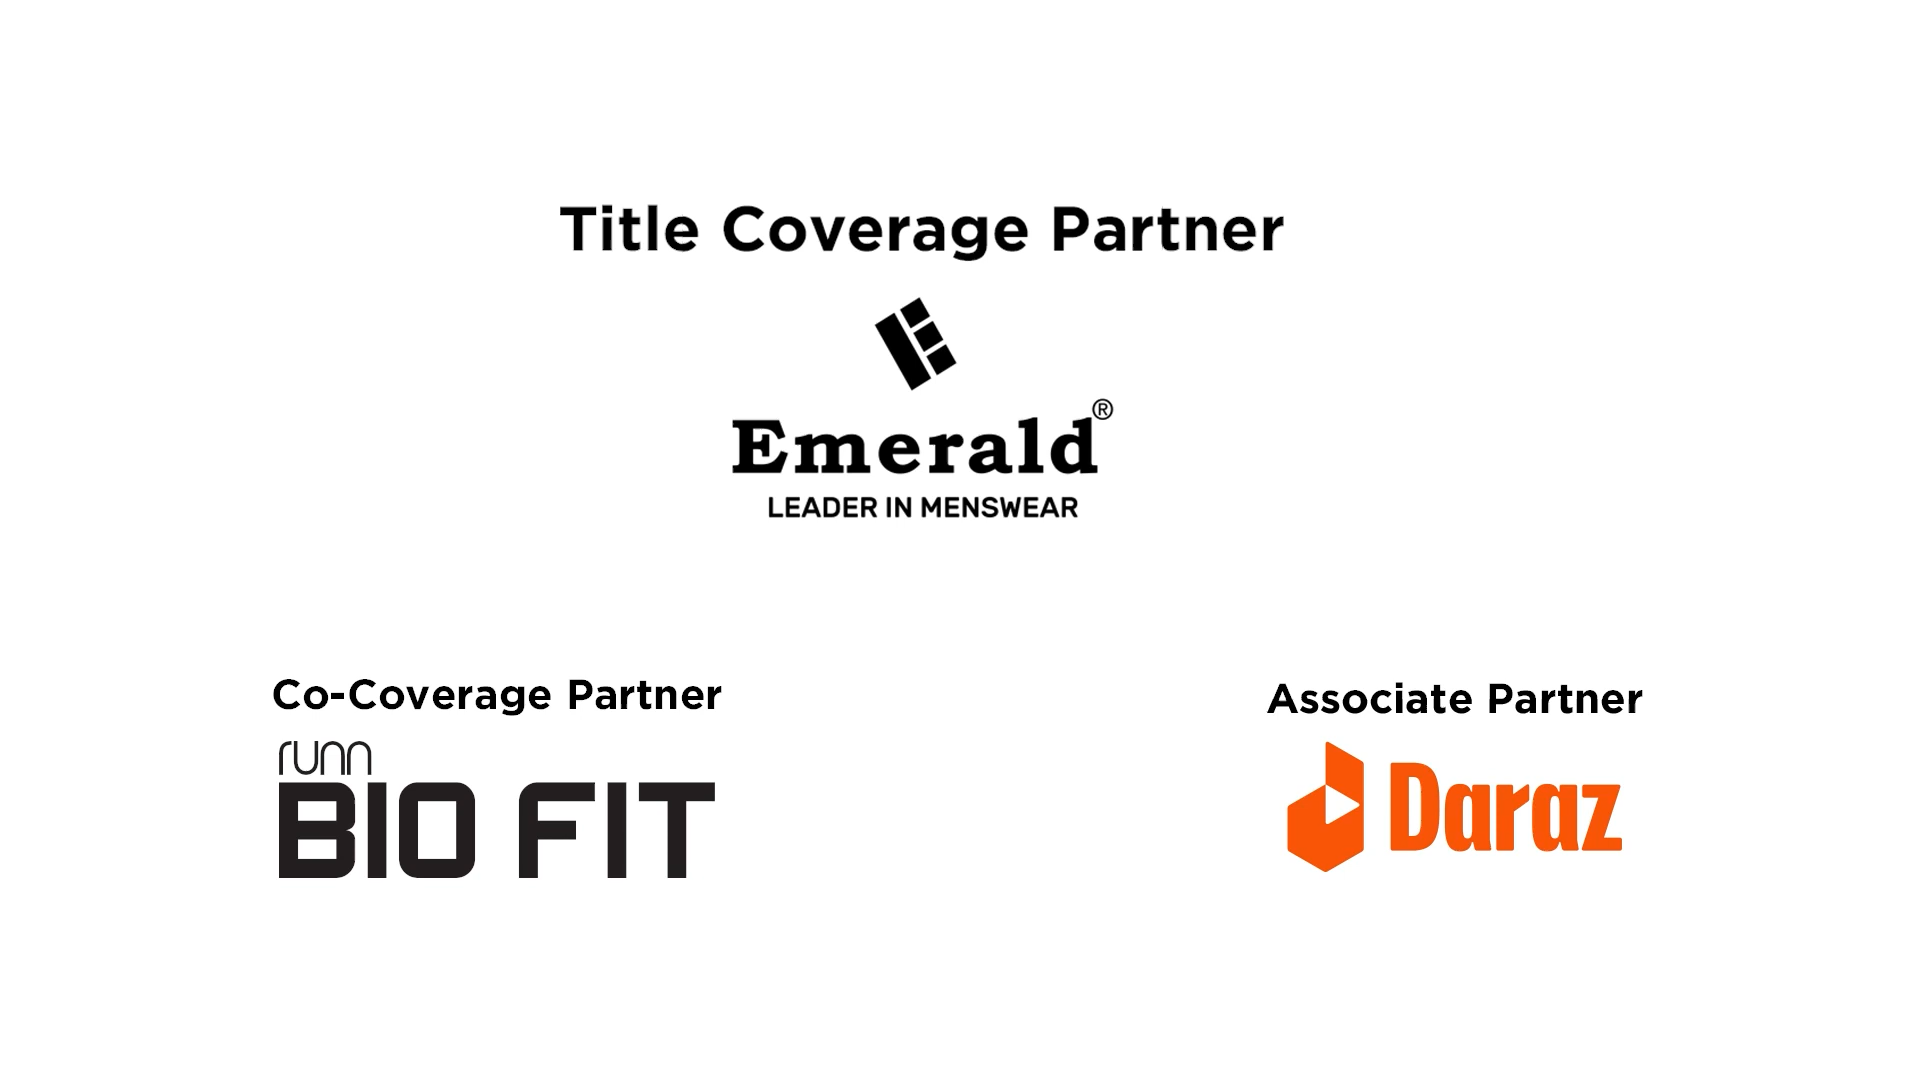 Title Coverage Partner
Emerald®
LEADER IN MENSWEAR
Co-Coverage Partner
runn
BIO FIT
Associate Partner
Daraz